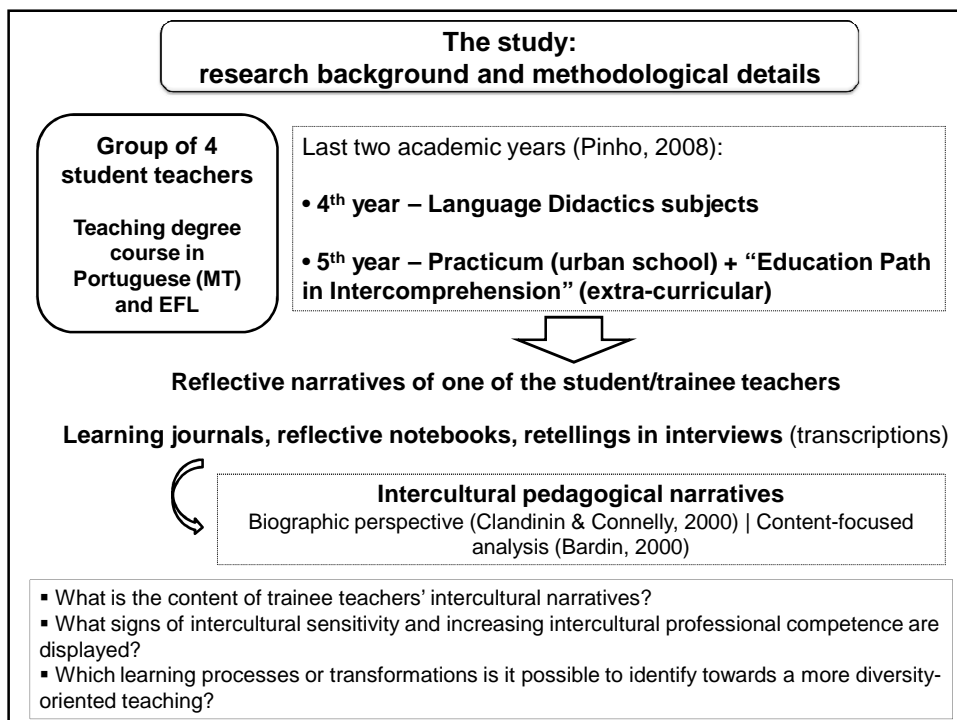 The study:
research background and methodological details
Group of 4
student teachers
Teaching degree
course in
Portuguese (MT)
and EFL
Last two academic years (Pinho, 2008):
• 4th year – Language Didactics subjects
• 5th year – Practicum (urban school) + “Education Path
in Intercomprehension” (extra-curricular)
Reflective narratives of one of the student/trainee teachers
Learning journals, reflective notebooks, retellings in interviews (transcriptions)
Intercultural pedagogical narratives
Biographic perspective (Clandinin & Connelly, 2000) | Content-focused
analysis (Bardin, 2000)
▪ What is the content of trainee teachers’ intercultural narratives?
▪ What signs of intercultural sensitivity and increasing intercultural professional competence are
displayed?
▪ Which learning processes or transformations is it possible to identify towards a more diversity-
oriented teaching?